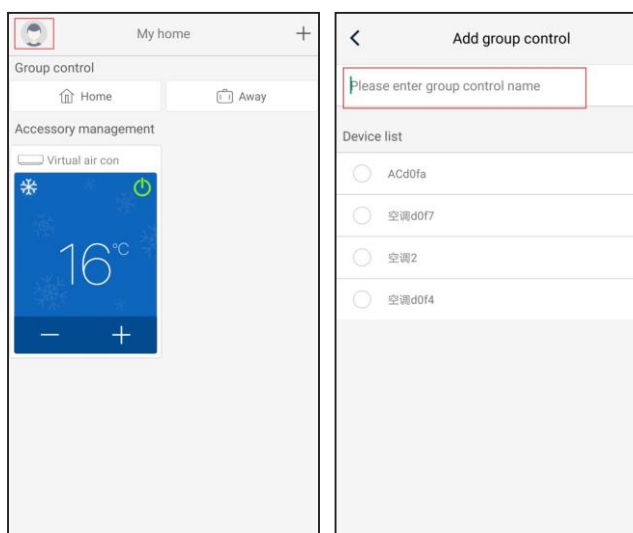 My home
+
Group control
Home
Away
Accessory management
Virtual air con
16°C
Add group control
Please enter group control name
Device list
ACd0fa
空调d0f7
空调2
空调d0f4